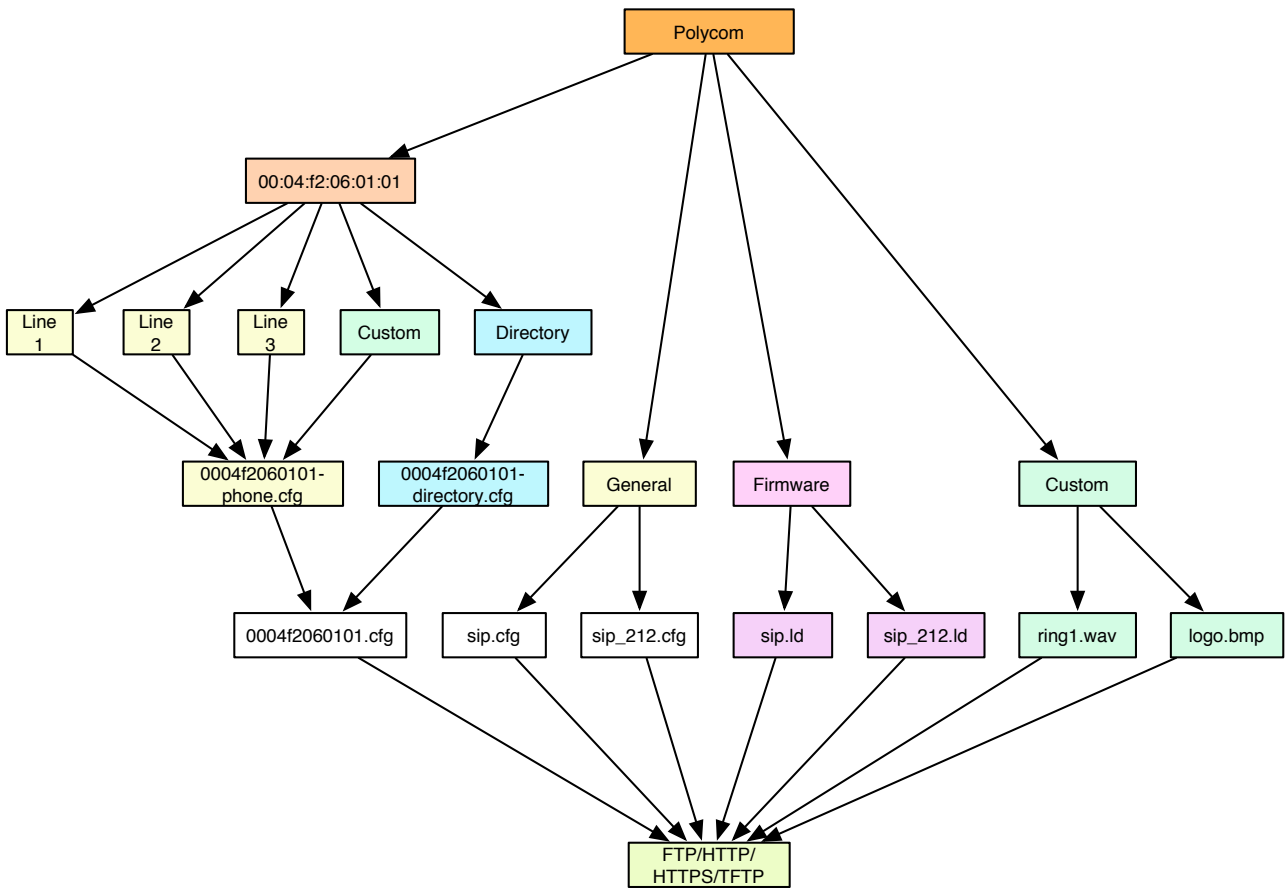 Polycom
00:04:f2:06:01:01
Line
1
Line
2
Line
3
Custom
Directory
0004f2060101-
phone.cfg
0004f2060101-
directory.cfg
General
Firmware
Custom
0004f2060101.cfg
sip.cfg
sip_212.cfg
sip.ld
sip_212.ld
ring1.wav
logo.bmp
FTP/HTTP/
HTTPS/TFTP